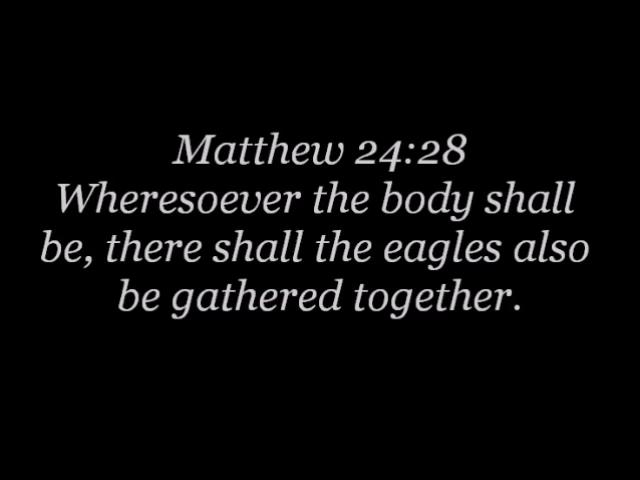 Matthew 24:28
Wheresoever the body shall
be, there shall the eagles also
be gathered together.